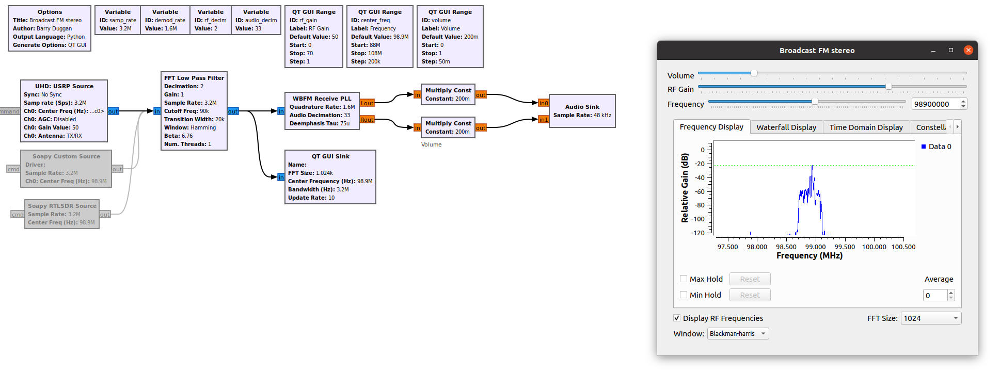 Options
Title: Broadcast FM stereo
Author: Barry Duggan
Output Language: Python
Generate Options: QT GUI
Variable
ID: samp_rate
Value: 3.2M
Variable
ID: demod_rate
Value: 1.6M
Variable
ID: rf_decim
Value: 2
Variable
ID: audio_decim
Value: 33
QT GUI Range
ID: rf_gain
Label: RF Gain
Default Value: 50
Start: 0
Stop: 70
Step: 1
QT GUI Range
ID: center_freq
Label: Frequency
Default Value: 98.9M
Start: 88M
Stop: 108M
Step: 200k
QT GUI Range
ID: volume
Label: Volume
Default Value: 200m
Start: 0
Stop: 1
Step: 50m
mmand
UHD: USRP Source
Sync: No Sync
Samp rate (Sps): 3.2M
Ch0: Center Freq (Hz): ...c0>
Ch0: AGC: Disabled
Ch0: Gain Value: 50
Ch0: Antenna: TX/RX
out
cmd
Soapy Custom Source
Driver:
Sample Rate: 3.2M
Ch0: Center Freq (Hz): 98.9M
out
cmd
Soapy RTLSDR Source
Sample Rate: 3.2M
Center Freq (Hz): 98.9M
out
in
FFT Low Pass Filter
Decimation: 2
Gain: 1
Sample Rate: 3.2M
Cutoff Freq: 90k
Transition Width: 20k
Window: Hamming
Beta: 6.76
Num. Threads: 1
out
in
WBFM Receive PLL
Quadrature Rate: 1.6M
Audio Decimation: 33
Deemphasis Tau: 75u
Lout
Rout
in
QT GUI Sink
Name:
FFT Size: 1.024k
Center Frequency (Hz): 98.9M
Bandwidth (Hz): 3.2M
Update Rate: 10
in
Multiply Const
Constant: 200m
out
in
Multiply Const
Constant: 200m
out
Volume
in0
in1
Audio Sink
Sample Rate: 48 kHz
Broadcast FM stereo
Volume
RF Gain
Frequency
98900000
Frequency Display
Waterfall Display
Time Domain Display
Constella
Relative Gain (dB)
0
-20
-40
-60
-80
-100
-120
Data 0
97.500 98.000 98.500 99.000 99.500 100.000 100.500
Frequency (MHz)
Max Hold
Reset
Average
Min Hold
Reset
0
Display RF Frequencies
FFT Size: 1024
Window: Blackman-harris